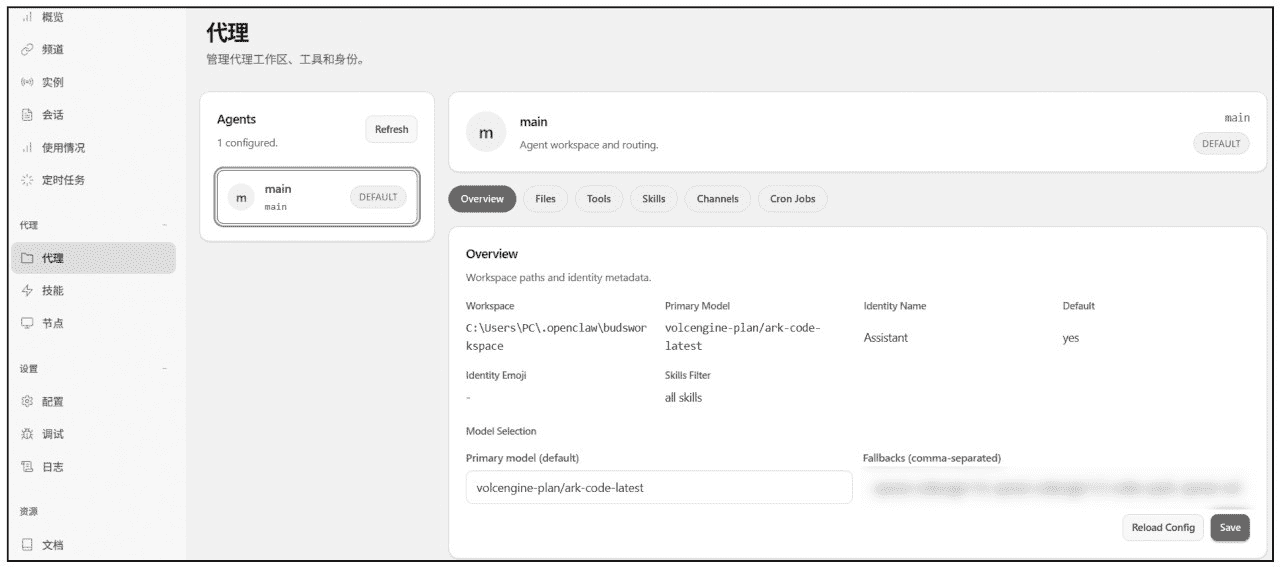 概览
频道
实例
会话
使用情况
定时任务
代理
代理
技能
节点
设置
配置
调试
日志
资源
文档
代理
管理代理工作区、工具和身份。
Agents
1 configured.
Refresh
m
main
main
DEFAULT
m
main
Agent workspace and routing.
main
DEFAULT
Overview Files Tools Skills Channels Cron Jobs
Overview
Workspace paths and identity metadata.
Workspace Primary Model Identity Name Default
C:\Users\PC\.openclaw\budswor volcengine-plan/ark-code-
kspace latest
Assistant yes
Identity Emoji Skills Filter
- all skills
Model Selection
Primary model (default) Fallbacks (comma-separated)
volcengine-plan/ark-code-latest
Reload Config Save